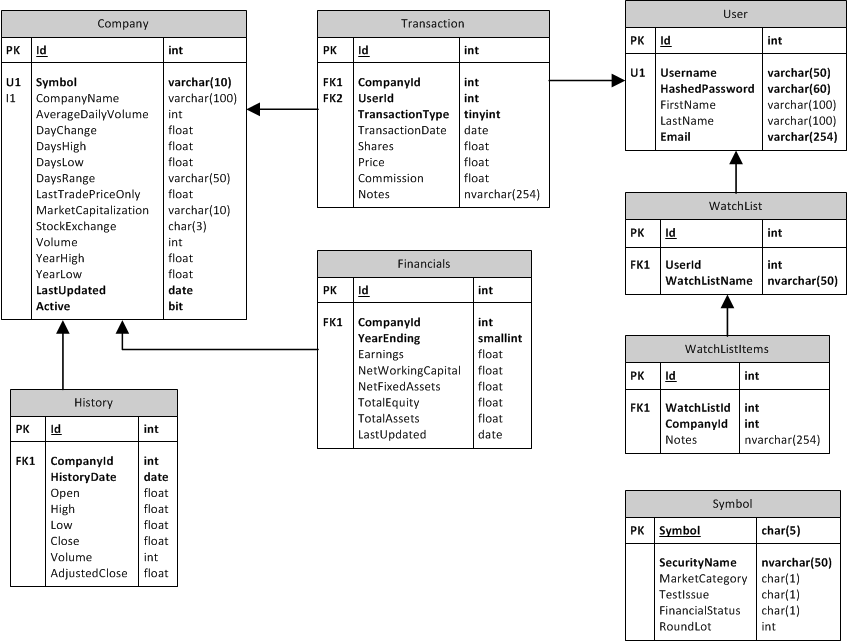 Company
PK Id int
U1 Symbol varchar(10)
I1 CompanyName varchar(100)
AverageDailyVolume int
DayChange float
DaysHigh float
DaysLow float
DaysRange varchar(50)
LastTradePriceOnly float
MarketCapitalization varchar(10)
StockExchange char(3)
Volume int
YearHigh float
YearLow float
LastUpdated date
Active bit
Transaction
PK Id int
FK1 CompanyId int
FK2 UserId int
TransactionType tinyint
TransactionDate date
Shares float
Price float
Commission float
Notes nvarchar(254)
User
PK Id int
U1 Username varchar(50)
HashedPassword varchar(60)
FirstName varchar(100)
LastName varchar(100)
Email varchar(254)
WatchList
PK Id int
FK1 UserId int
WatchListName nvarchar(50)
Financials
PK Id int
FK1 CompanyId int
YearEnding smallint
Earnings float
NetWorkingCapital float
NetFixedAssets float
TotalEquity float
TotalAssets float
LastUpdated date
WatchListItems
PK Id int
FK1 WatchListId int
CompanyId int
Notes nvarchar(254)
History
PK Id int
FK1 CompanyId int
HistoryDate date
Open float
High float
Low float
Close float
Volume int
AdjustedClose float
Symbol
PK Symbol char(5)
SecurityName nvarchar(50)
MarketCategory char(1)
TestIssue char(1)
FinancialStatus char(1)
RoundLot int